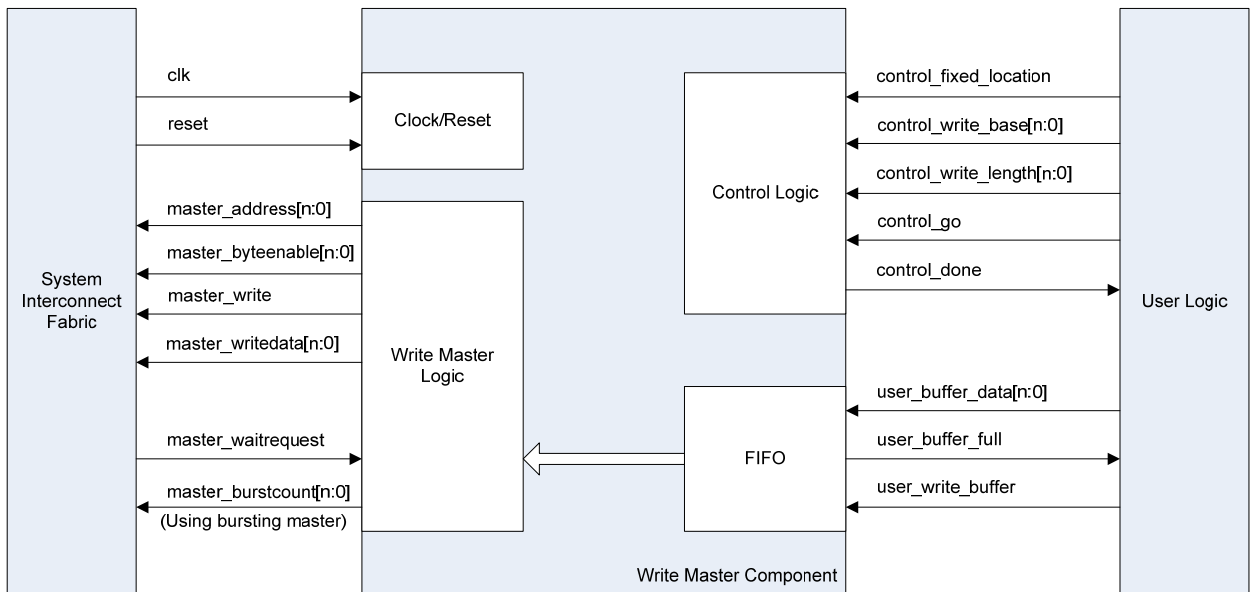 System
Interconnect
Fabric
clk
reset
master_address[n:0]
master_byteenable[n:0]
master_write
master_writedata[n:0]
master_waitrequest
master_burstcount[n:0]
(Using bursting master)
Clock/Reset
Write Master
Logic
Control Logic
FIFO
Write Master Component
control_fixed_location
control_write_base[n:0]
control_write_length[n:0]
control_go
control_done
user_buffer_data[n:0]
user_buffer_full
user_write_buffer
User Logic